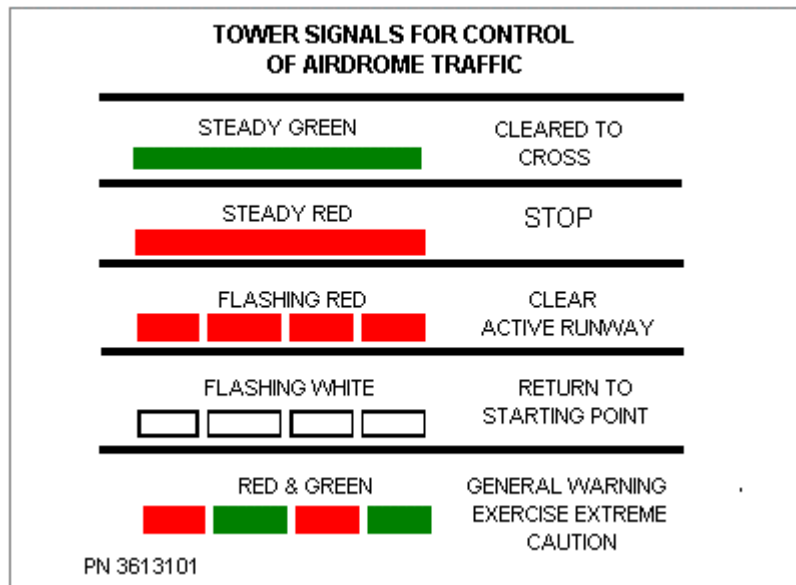 TOWER SIGNALS FOR CONTROL
OF AIRDROME TRAFFIC
STEADY GREEN
CLEARED TO
CROSS
STEADY RED
STOP
FLASHING RED
CLEAR
ACTIVE RUNWAY
FLASHING WHITE
RETURN TO
STARTING POINT
RED & GREEN
GENERAL WARNING
EXERCISE EXTREME
CAUTION
PN 3613101